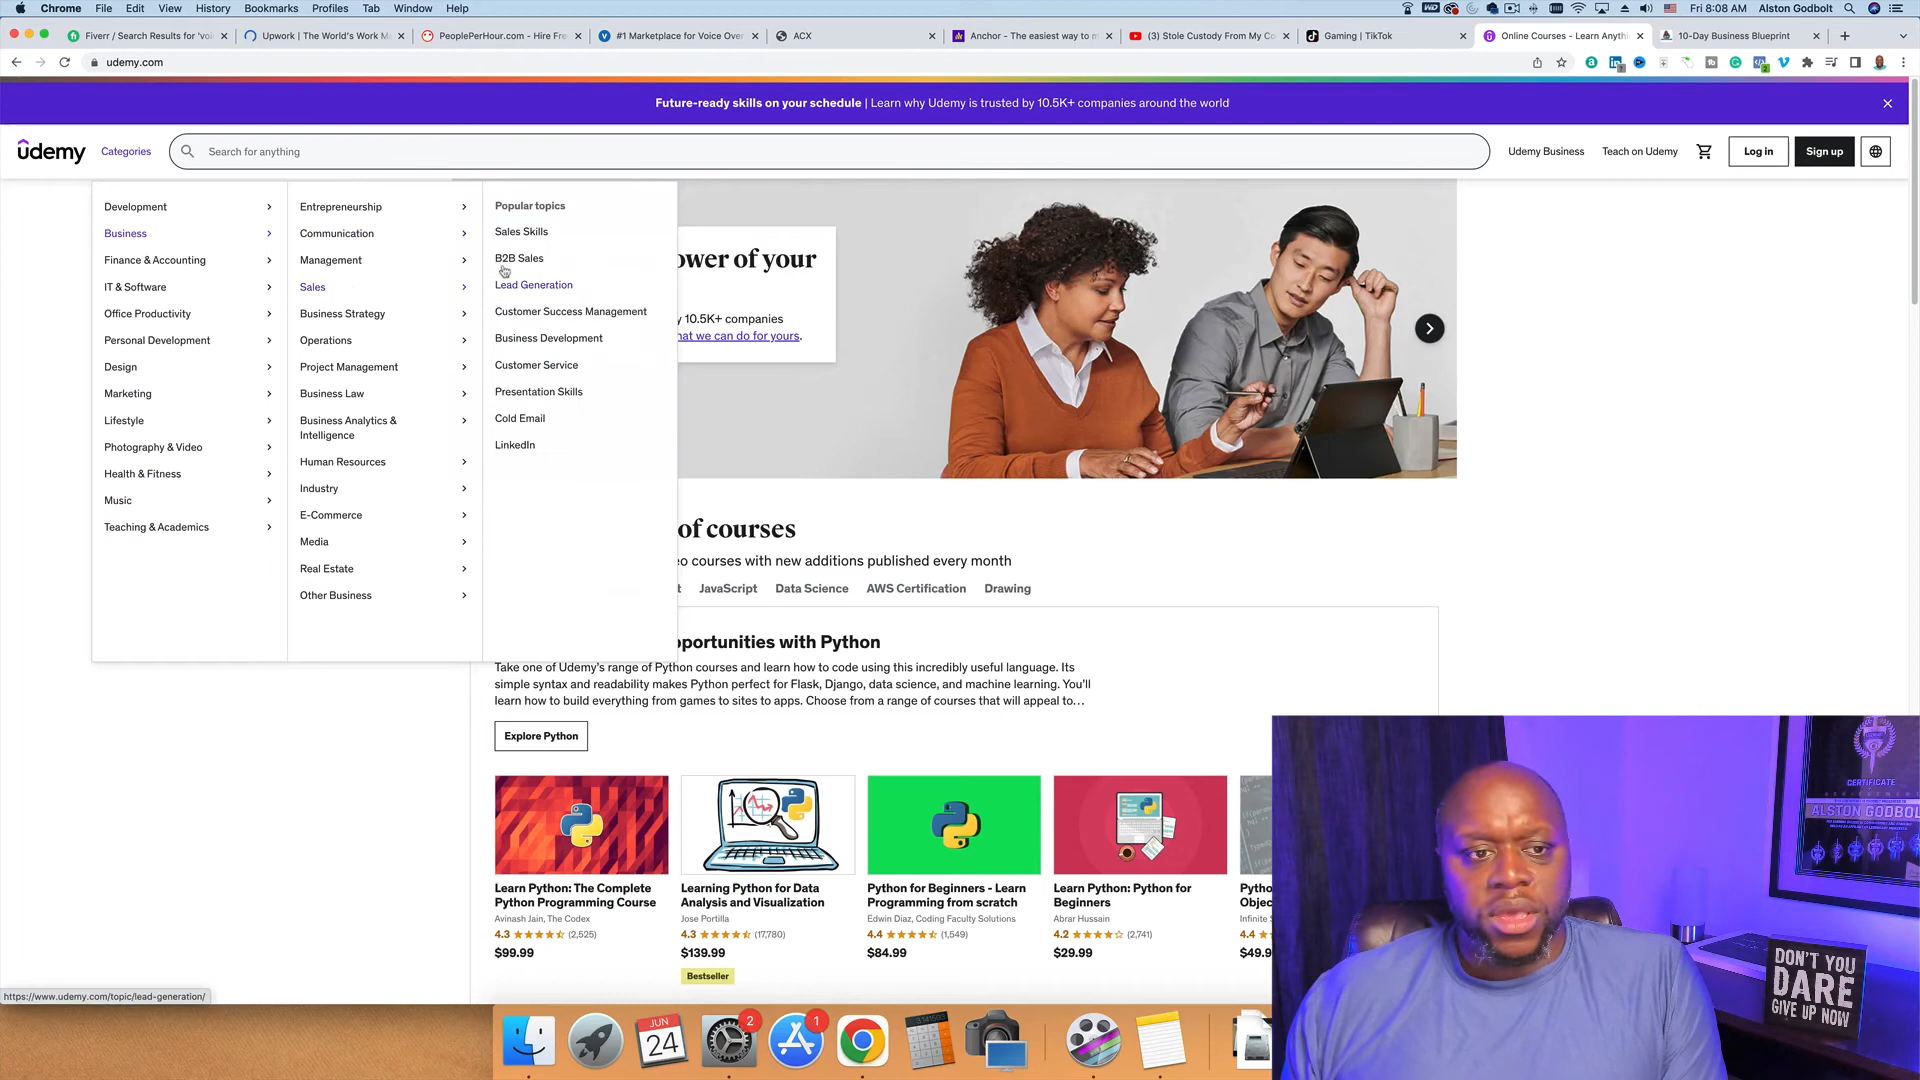 Chrome File Edit View History Bookmarks Profiles Tab Window Help Fri 8:08 AM Alston Godbolt
Fiverr / Search Results for 'voi Upwork | The World's Work M PeoplePerHour.com - Hire Fre #1 Marketplace for Voice Over ACX Anchor - The easiest way to m (3) Stole Custody From My Co Gaming | TikTok Online Courses - Learn Anythi 10-Day Business Blueprint
udemy.com
Future-ready skills on your schedule | Learn why Udemy is trusted by 10.5K+ companies around the world
udemy Categories Search for anything Udemy Business Teach on Udemy Log in Sign up
Development
Business
Finance & Accounting
IT & Software
Office Productivity
Personal Development
Design
Marketing
Lifestyle
Photography & Video
Health & Fitness
Music
Teaching & Academics
Entrepreneurship
Communication
Management
Sales
Business Strategy
Operations
Project Management
Business Law
Business Analytics &
Intelligence
Human Resources
Industry
E-Commerce
Media
Real Estate
Other Business
Popular topics
Sales Skills
B2B Sales
Lead Generation
Customer Success Management
Business Development
Customer Service
Presentation Skills
Cold Email
LinkedIn
ower of your
y 10.5K+ companies
hat we can do for yours.
of courses
eo courses with new additions published every month
t JavaScript Data Science AWS Certification Drawing
pportunities with Python
Take one of Udemy's range of Python courses and learn how to code using this incredibly useful language. Its
simple syntax and readability makes Python perfect for Flask, Django, data science, and machine learning. You'll
learn how to build everything from games to sites to apps. Choose from a range of courses that will appeal to…
Explore Python
Learn Python: The Complete
Python Programming Course
Avinash Jain, The Codex
4.3 (2,525)
$99.99
Learning Python for Data
Analysis and Visualization
Jose Portilla
4.3 (17,780)
$139.99
Bestseller
Python for Beginners - Learn
Programming from scratch
Edwin Diaz, Coding Faculty Solutions
4.4 (1,549)
$84.99
Learn Python: Python for
Beginners
Abrar Hussain
4.2 (2,741)
$29.99
Pytho
Objec
Infinite S
4.4
$49.9
https://www.udemy.com/topic/lead-generation/
JUN
24
2
1
CERTIFICATE
ALSTON GODBOL
DON'T YOU
DARE
GIVE UP NOW